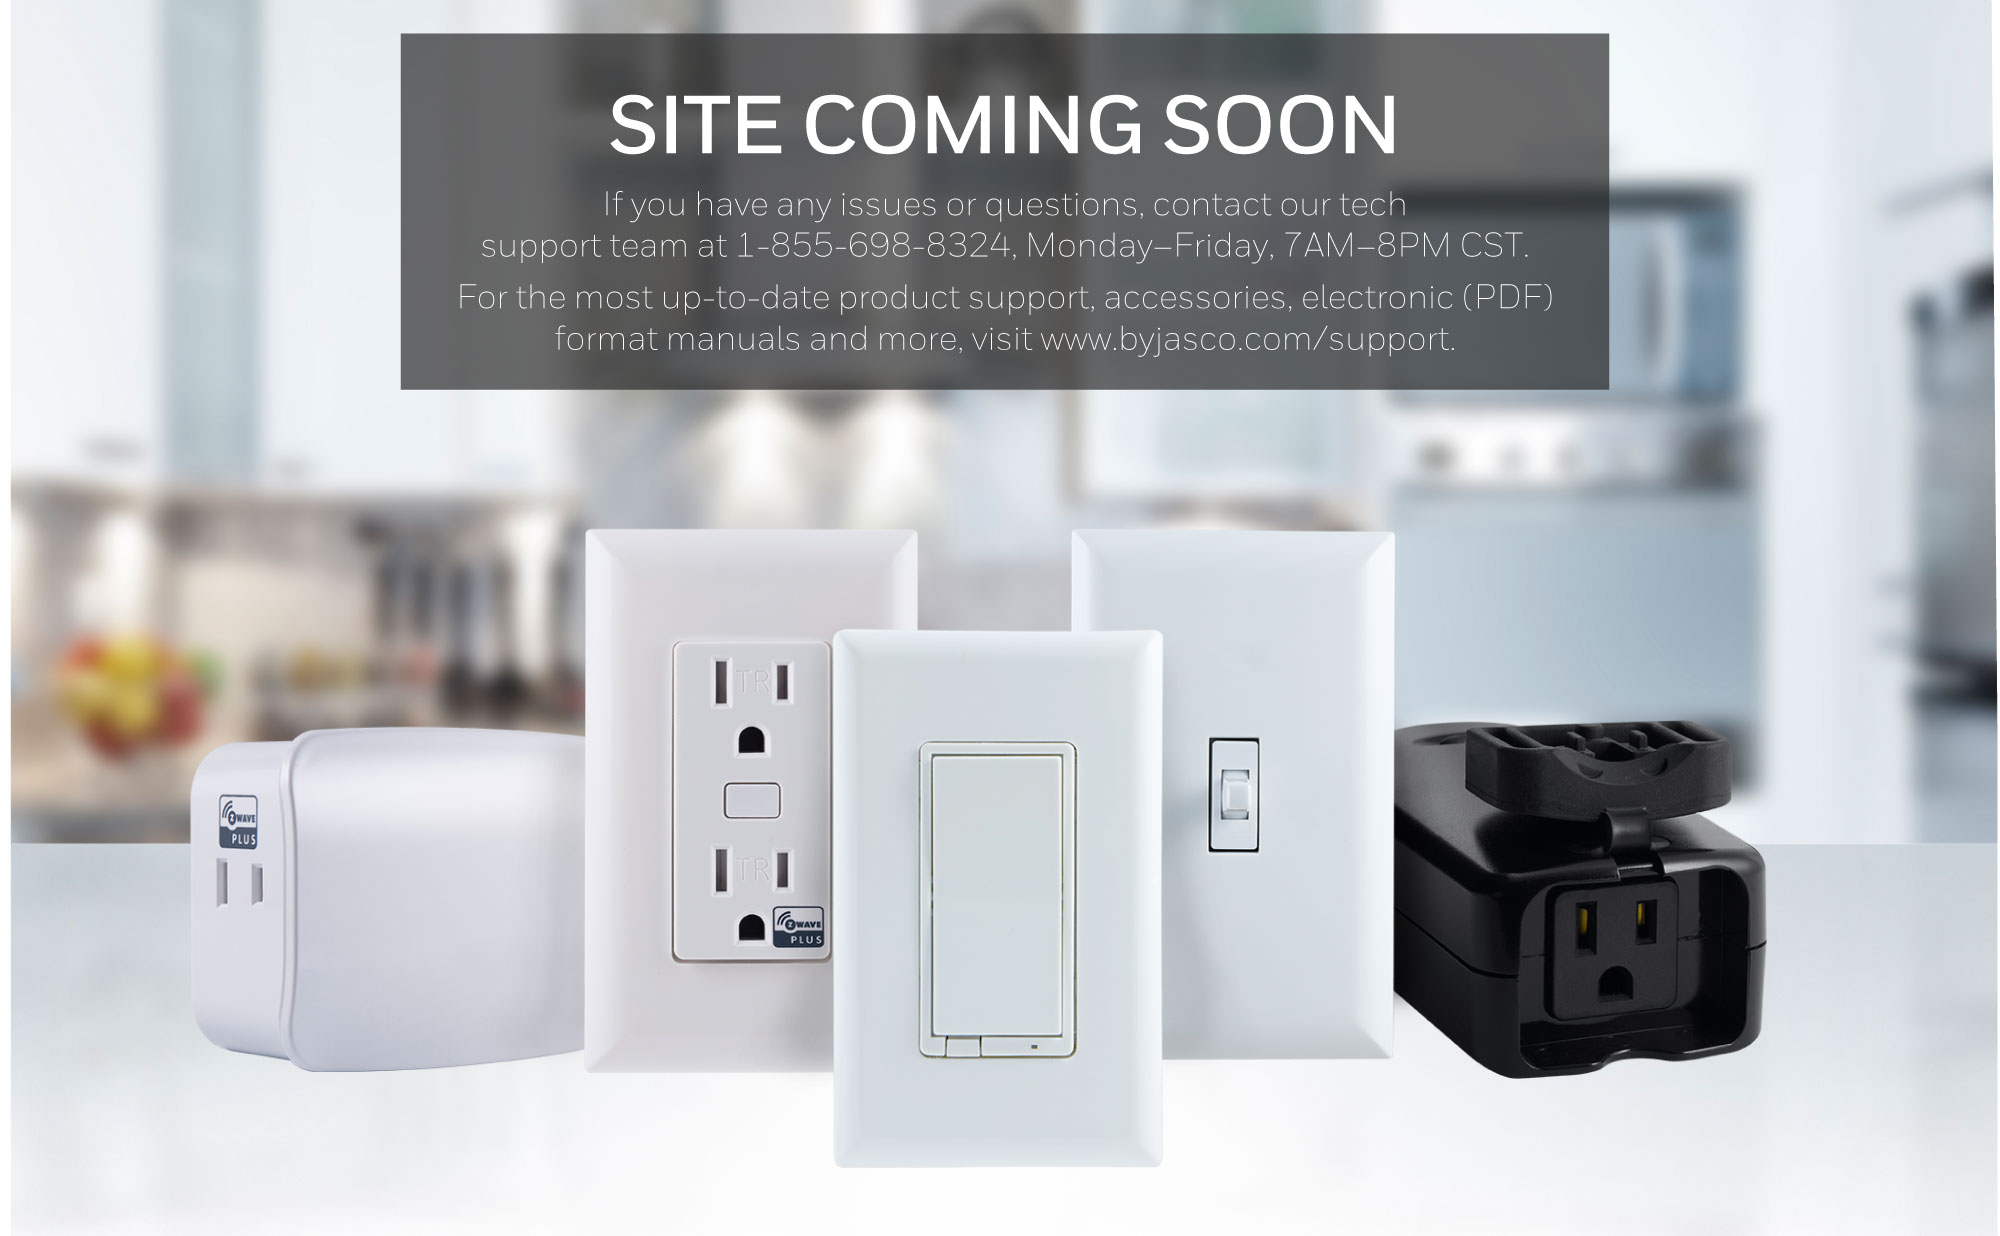 SITE COMING SOON
If you have any issues or questions, contact our tech
support team at 1-855-698-8324, Monday–Friday, 7AM–8PM CST.
For the most up-to-date product support, accessories, electronic (PDF)
format manuals and more, visit www.byjasco.com/support.
TR
TR
Z WAVE
PLUS
Z WAVE
PLUS